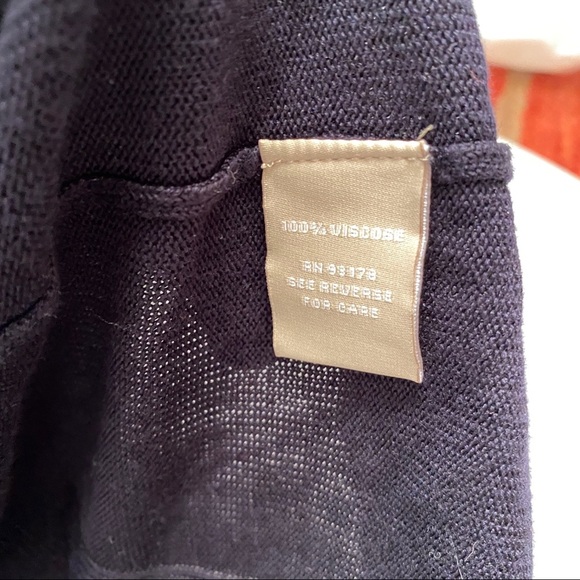 100% VISCOSE
RN 93178
SEE REVERSE
FOR CARE